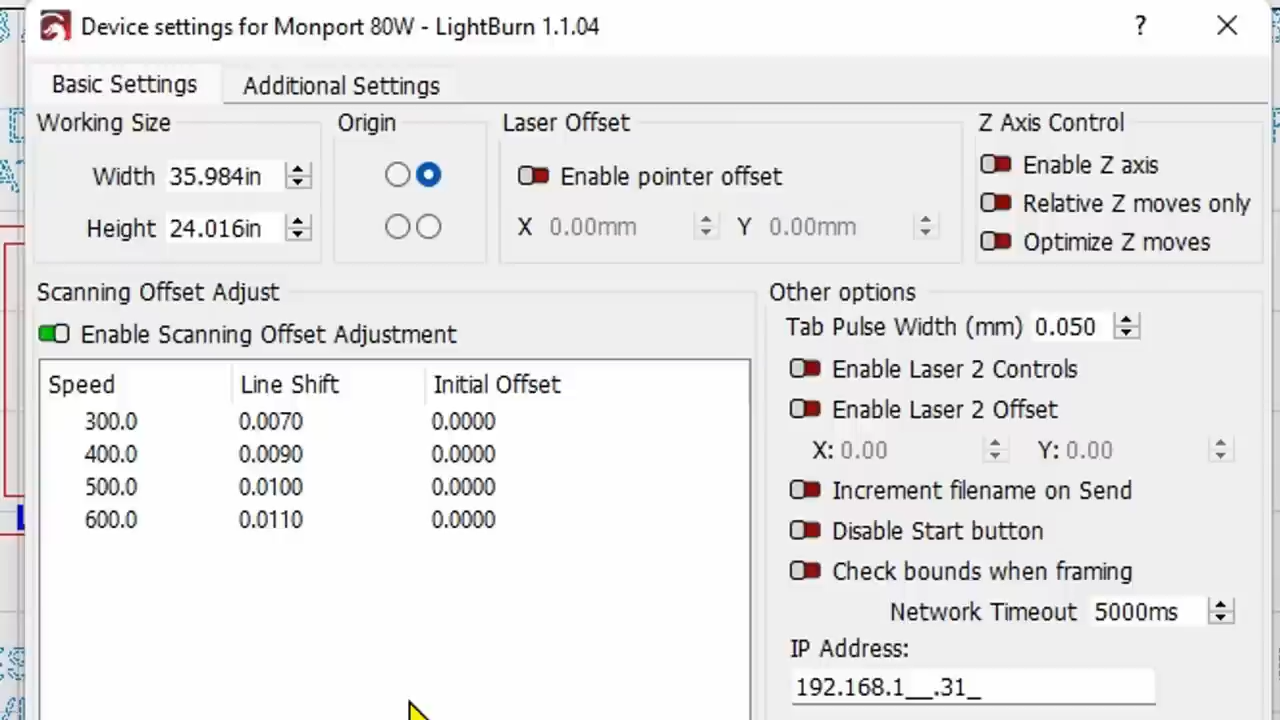 Device settings for Monport 80W - LightBurn 1.1.04
?
Basic Settings Additional Settings
Working Size
Width 35.984in
Height 24.016in
Origin
Laser Offset
Enable pointer offset
X 0.00mm Y 0.00mm
Z Axis Control
Enable Z axis
Relative Z moves only
Optimize Z moves
Scanning Offset Adjust
Enable Scanning Offset Adjustment
Speed Line Shift Initial Offset
300.0 0.0070 0.0000
400.0 0.0090 0.0000
500.0 0.0100 0.0000
600.0 0.0110 0.0000
Other options
Tab Pulse Width (mm) 0.050
Enable Laser 2 Controls
Enable Laser 2 Offset
X: 0.00 Y: 0.00
Increment filename on Send
Disable Start button
Check bounds when framing
Network Timeout 5000ms
IP Address:
192.168.1__.31_